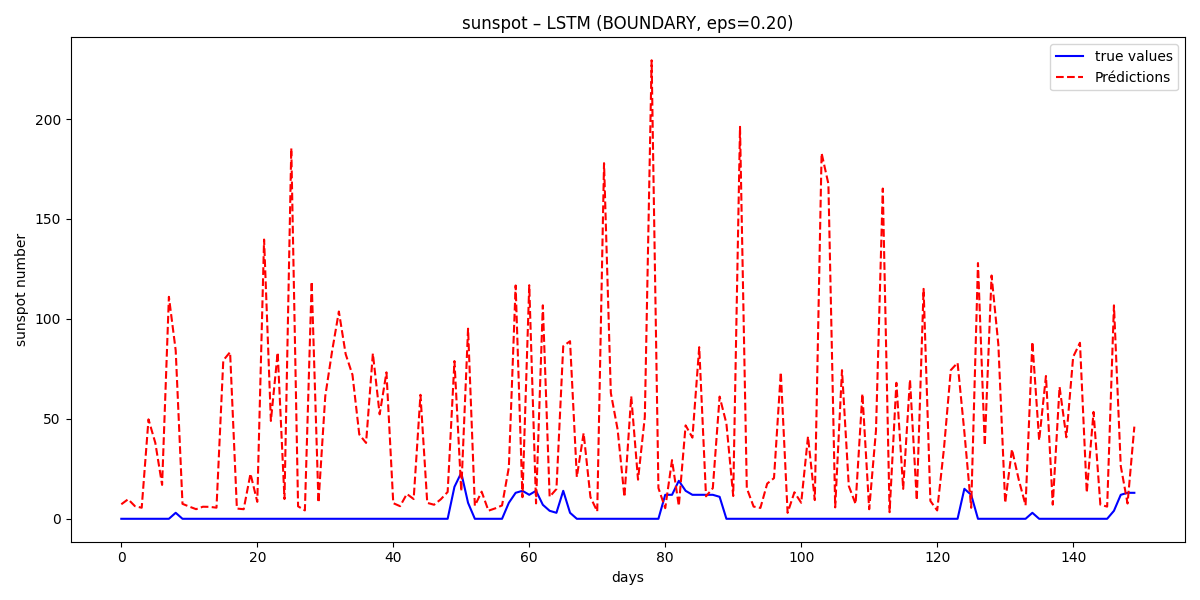 sunspot – LSTM (BOUNDARY, eps=0.20)
true values
Prédictions
sunspot number
200
150
100
50
0
0 20 40 60 80 100 120 140
days